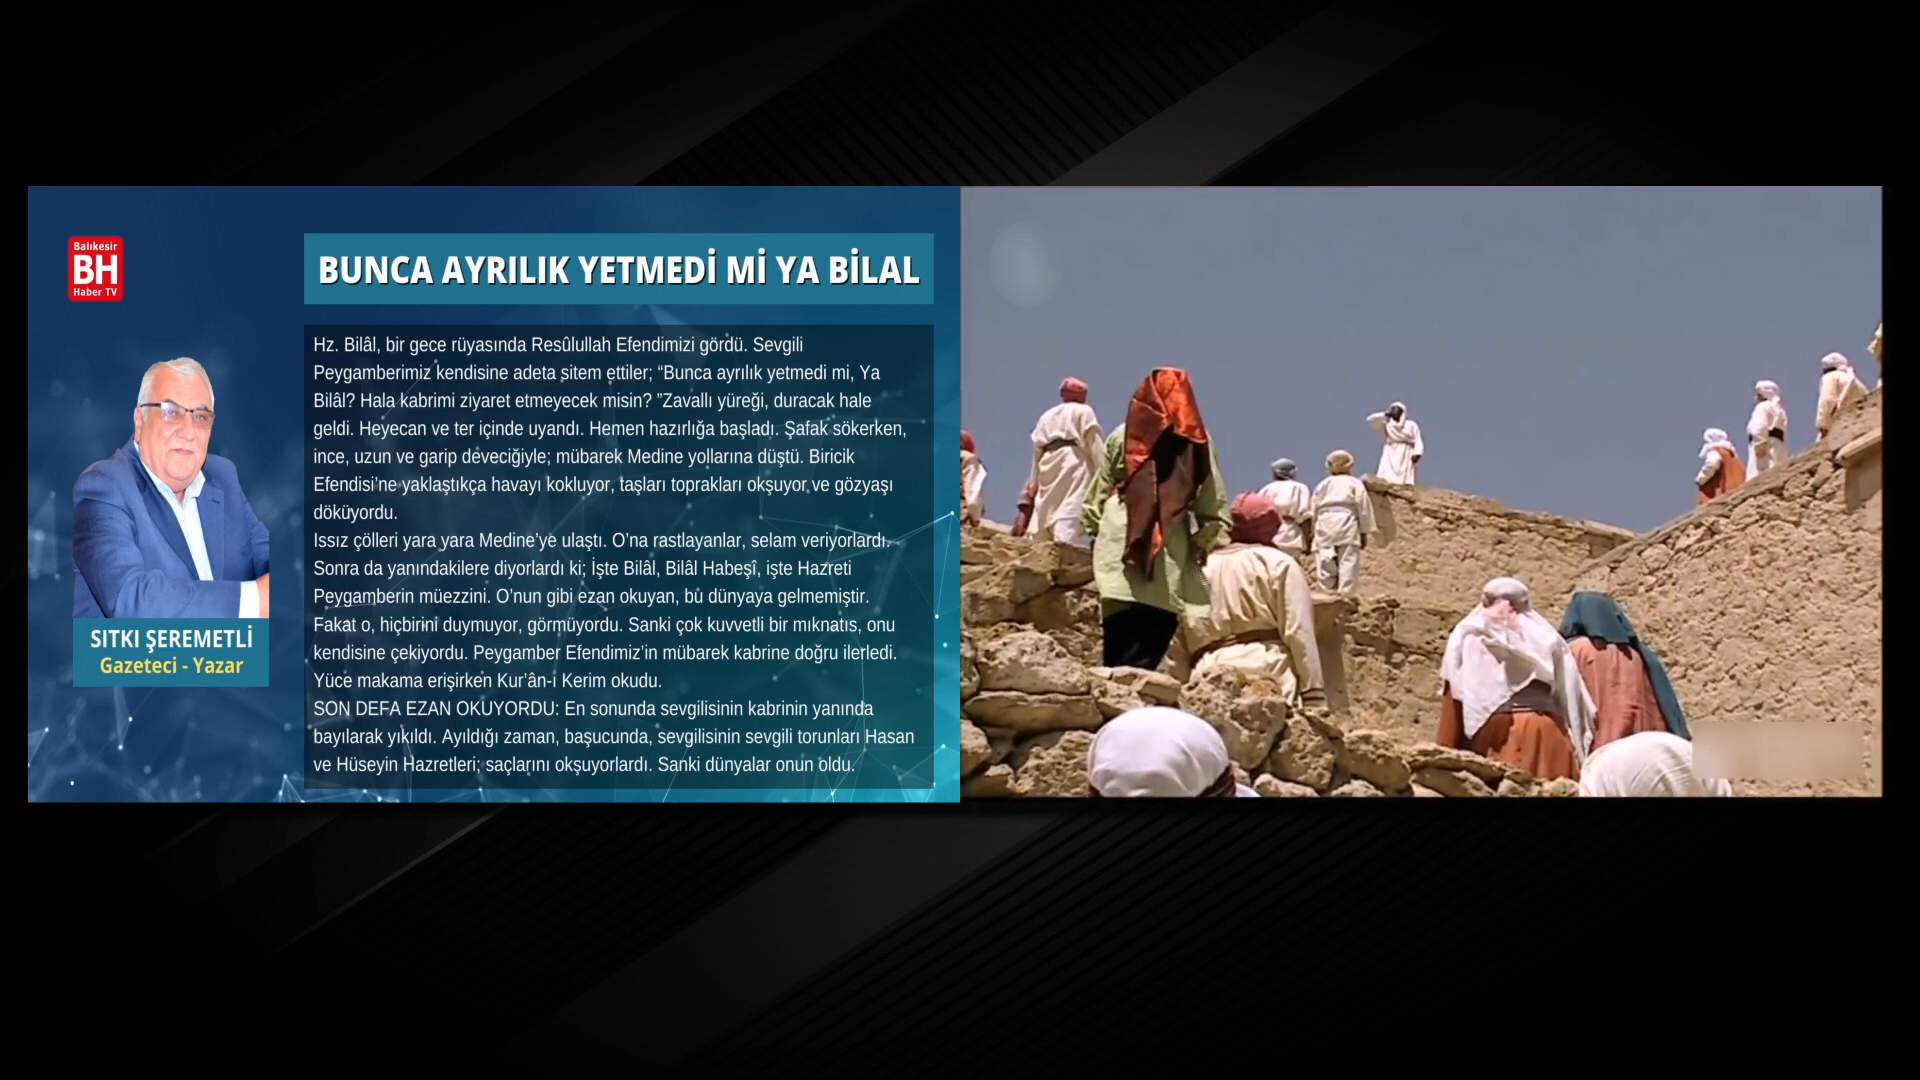 Balıkesir
BH
Haber TV
BUNCA AYRILIK YETMEDİ Mİ YA BİLAL
Hz. Bilâl, bir gece rüyasında Resûlullah Efendimizi gördü. Sevgili
Peygamberimiz kendisine adeta sitem ettiler; “Bunca ayrılık yetmedi mi, Ya
Bilâl? Hala kabrimi ziyaret etmeyecek misin? ”Zavallı yüreği, duracak hale
geldi. Heyecan ve ter içinde uyandı. Hemen hazırlığa başladı. Şafak sökerken,
ince, uzun ve garip deveciğiyle; mübarek Medine yollarına düştü. Biricik
Efendisi’ne yaklaştıkça havayı kokluyor, taşları toprakları okşuyor ve gözyaşı
döküyordu.
Issız çölleri yara yara Medine’ye ulaştı. O’na rastlayanlar, selam veriyorlardı.
Sonra da yanındakilere diyorlardı ki; İşte Bilâl, Bilâl Habeşî, işte Hazreti
Peygamberin müezzini. O’nun gibi ezan okuyan, bu dünyaya gelmemiştir.
Fakat o, hiçbirini duymuyor, görmüyordu. Sanki çok kuvvetli bir mıknatıs, onu
kendisine çekiyordu. Peygamber Efendimiz’in mübarek kabrine doğru ilerledi.
Yüce makama erişirken Kur’ân-ı Kerim okudu.
SON DEFA EZAN OKUYORDU: En sonunda sevgilisinin kabrinin yanında
bayılarak yıkıldı. Ayıldığı zaman, başucunda, sevgilisinin sevgili torunları Hasan
ve Hüseyin Hazretleri; saçlarını okşuyorlardı. Sanki dünyalar onun oldu.
SITKI ŞEREMETLİ
Gazeteci - Yazar